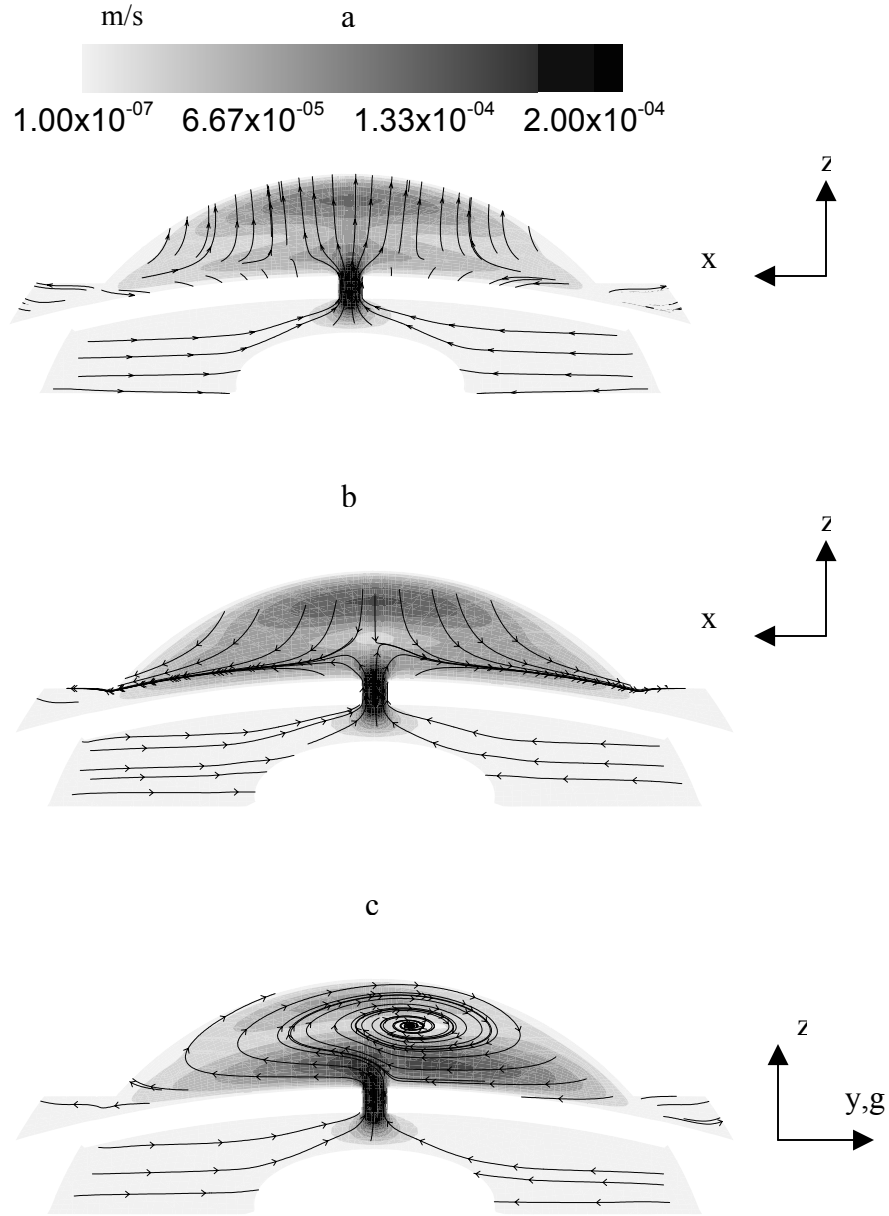 m/s
a
1.00x10⁻⁰⁷ 6.67x10⁻⁰⁵ 1.33x10⁻⁰⁴ 2.00x10⁻⁰⁴
z
x
b
z
x
c
z
y,g